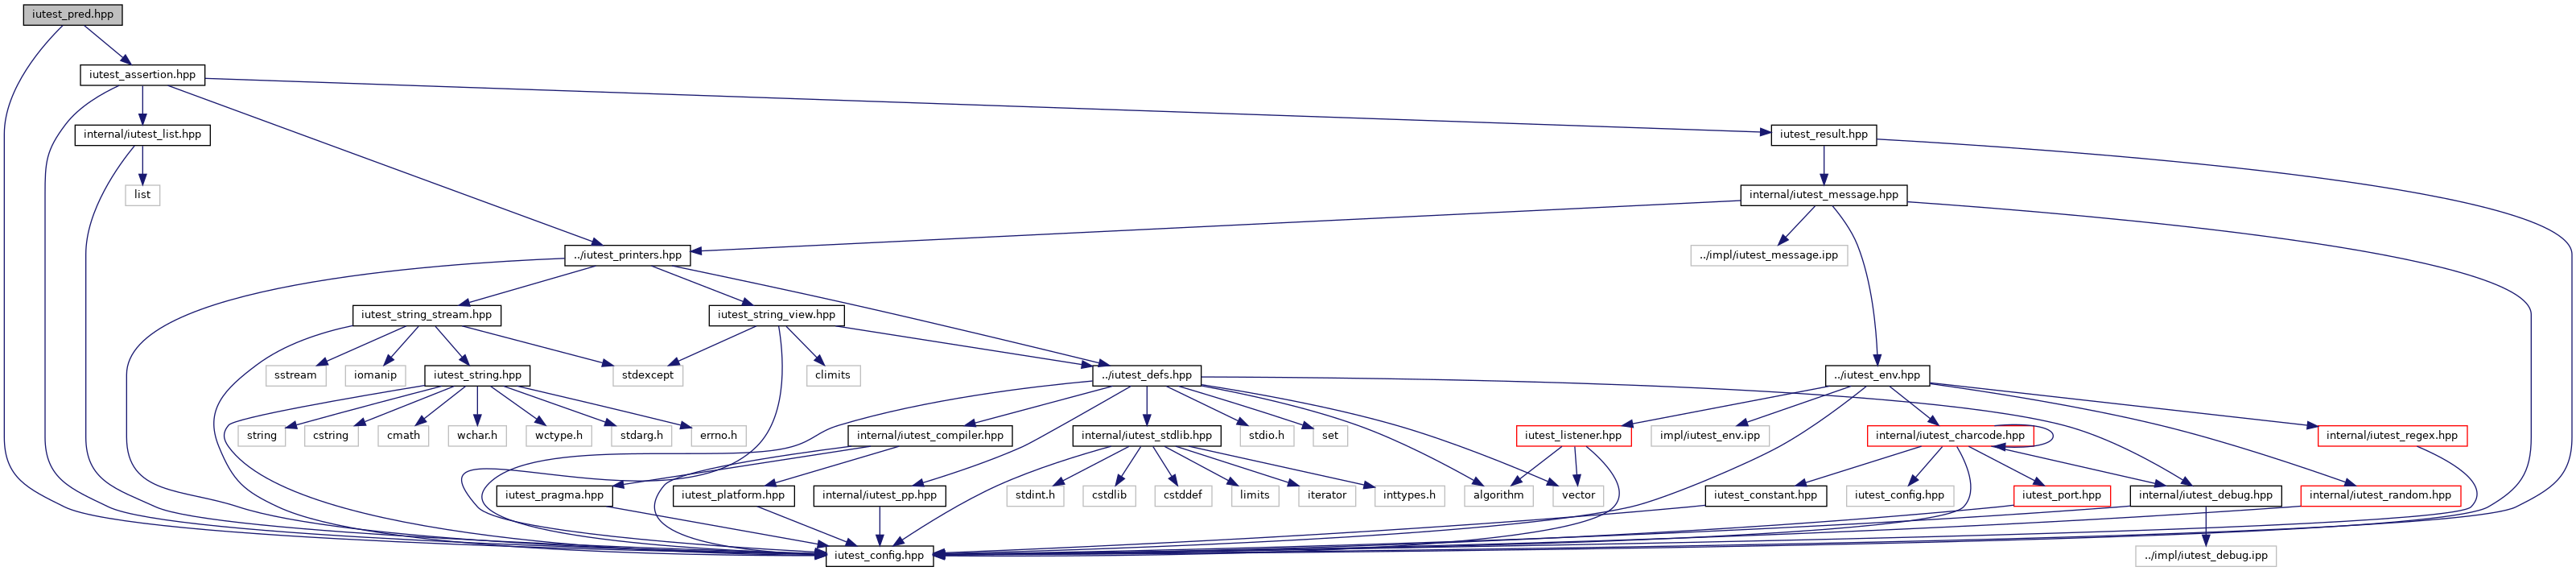 iutest_pred.hpp
iutest_assertion.hpp
internal/iutest_list.hpp
iutest_result.hpp
list
internal/iutest_message.hpp
../iutest_printers.hpp
../impl/iutest_message.ipp
iutest_string_stream.hpp
iutest_string_view.hpp
sstream
iomanip
iutest_string.hpp
stdexcept
climits
../iutest_defs.hpp
../iutest_env.hpp
string
cstring
cmath
wchar.h
wctype.h
stdarg.h
errno.h
internal/iutest_compiler.hpp
internal/iutest_stdlib.hpp
stdio.h
set
iutest_listener.hpp
impl/iutest_env.ipp
internal/iutest_charcode.hpp
internal/iutest_regex.hpp
iutest_pragma.hpp
iutest_platform.hpp
internal/iutest_pp.hpp
stdint.h
cstdlib
cstddef
limits
iterator
inttypes.h
algorithm
vector
iutest_constant.hpp
iutest_config.hpp
iutest_port.hpp
internal/iutest_debug.hpp
internal/iutest_random.hpp
iutest_config.hpp
../impl/iutest_debug.ipp